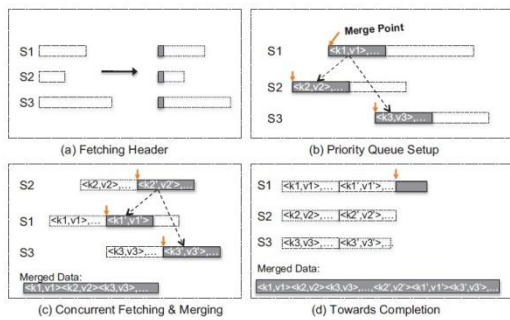 S1
S2
S3
(a) Fetching Header
Merge Point
S1 <k1,v1>,...
S2 <k2,v2>,...
S3 <k3,v3>,...
(b) Priority Queue Setup
S2 <k2,v2>,... <k2',v2'>,...
S1 <k1,v1>,... <k1',v1'>
S3 <k3,v3>,... <k3',v3'>,...
Merged Data:
<k1,v1><k2,v2><k3,v3>,...
(c) Concurrent Fetching & Merging
S1 <k1,v1>,... <k1',v1'>,...
S2 <k2,v2>,... <k2',v2'>,...
S3 <k3,v3>,... <k3',v3'>,...
Merged Data:
<k1,v1><k2,v2><k3,v3>,...,<k2',v2'><k1',v1'><k3',v3'>,...
(d) Towards Completion